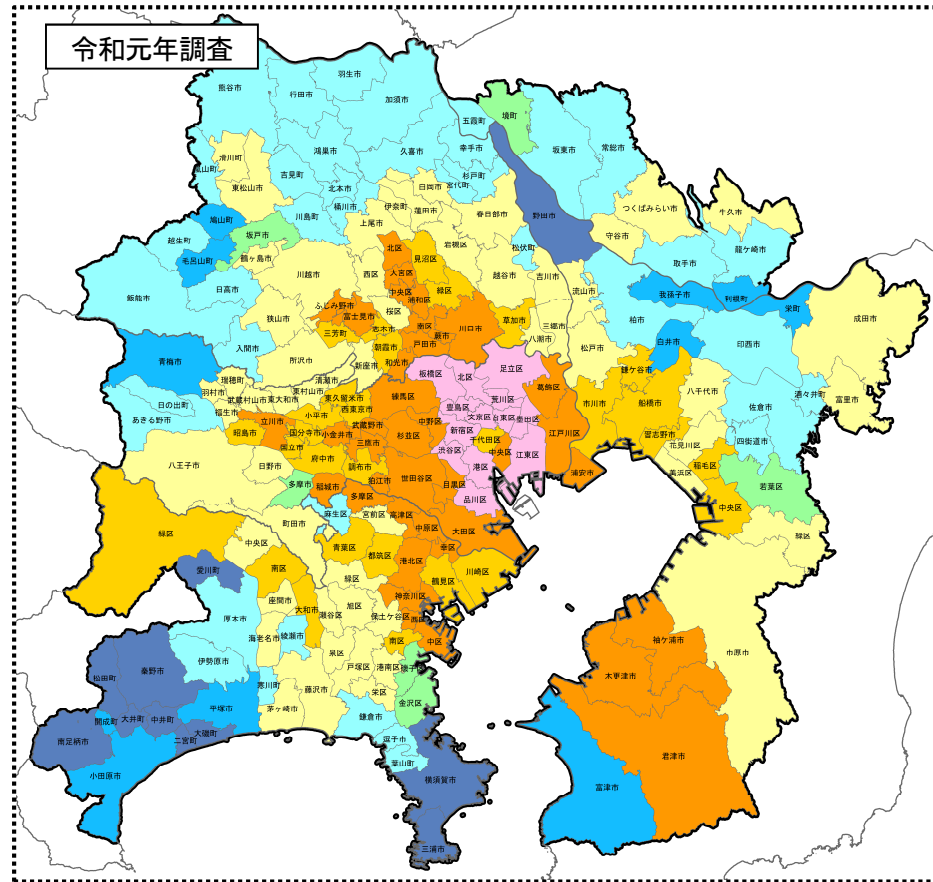 令和元年調査
熊谷市
行田市
羽生市
加須市
五霞町
境町
坂東市
常総市
滑川町
東松山市
吉見町
鴻巣市
北本市
桶川市
久喜市
幸手市
杉戸町
宮代町
野田市
つくばみらい市
守谷市
牛久市
龍ケ崎市
取手市
鳩山町
越生町
毛呂山町
坂戸市
鶴ヶ島市
川島町
日高市
飯能市
川越市
上尾市
伊奈町
蓮田市
春日部市
岩槻区
松伏町
越谷市
吉川市
流山市
西区
北区
見沼区
大宮区
中央区
浦和区
緑区
桜区
南区
川口市
草加市
三郷市
八潮市
蕨市
戸田市
ふじみ野市
富士見市
三芳町
志木市
朝霞市
和光市
新座市
狭山市
入間市
所沢市
柏市
我孫子市
利根町
栄町
成田市
白井市
印西市
松戸市
鎌ケ谷市
八千代市
酒々井町
富里市
佐倉市
市川市
船橋市
習志野市
花見川区
美浜区
稲毛区
四街道市
若葉区
中央区
緑区
青梅市
日の出町
あきる野市
瑞穂町
羽村市
福生市
武蔵村山市
東大和市
東村山市
清瀬市
東久留米市
西東京市
小平市
立川市
昭島市
国分寺市
国立市
小金井市
武蔵野市
三鷹市
府中市
調布市
狛江市
八王子市
日野市
多摩市
稲城市
町田市
板橋区
北区
足立区
練馬区
豊島区
荒川区
文京区
台東区
墨田区
葛飾区
中野区
新宿区
千代田区
杉並区
渋谷区
中央区
江東区
江戸川区
浦安市
港区
世田谷区
目黒区
品川区
大田区
多摩区
麻生区
宮前区
高津区
中原区
幸区
川崎区
緑区
中央区
南区
愛川町
厚木市
座間市
大和市
海老名市
綾瀬市
伊勢原市
寒川町
茅ヶ崎市
藤沢市
青葉区
都筑区
港北区
鶴見区
緑区
神奈川区
旭区
瀬谷区
保土ケ谷区
西区
中区
南区
泉区
戸塚区
港南区
磯子区
栄区
金沢区
鎌倉市
逗子市
葉山町
横須賀市
三浦市
秦野市
松田町
開成町
大井町
中井町
南足柄市
二宮町
大磯町
平塚市
小田原市
袖ケ浦市
木更津市
市原市
君津市
富津市